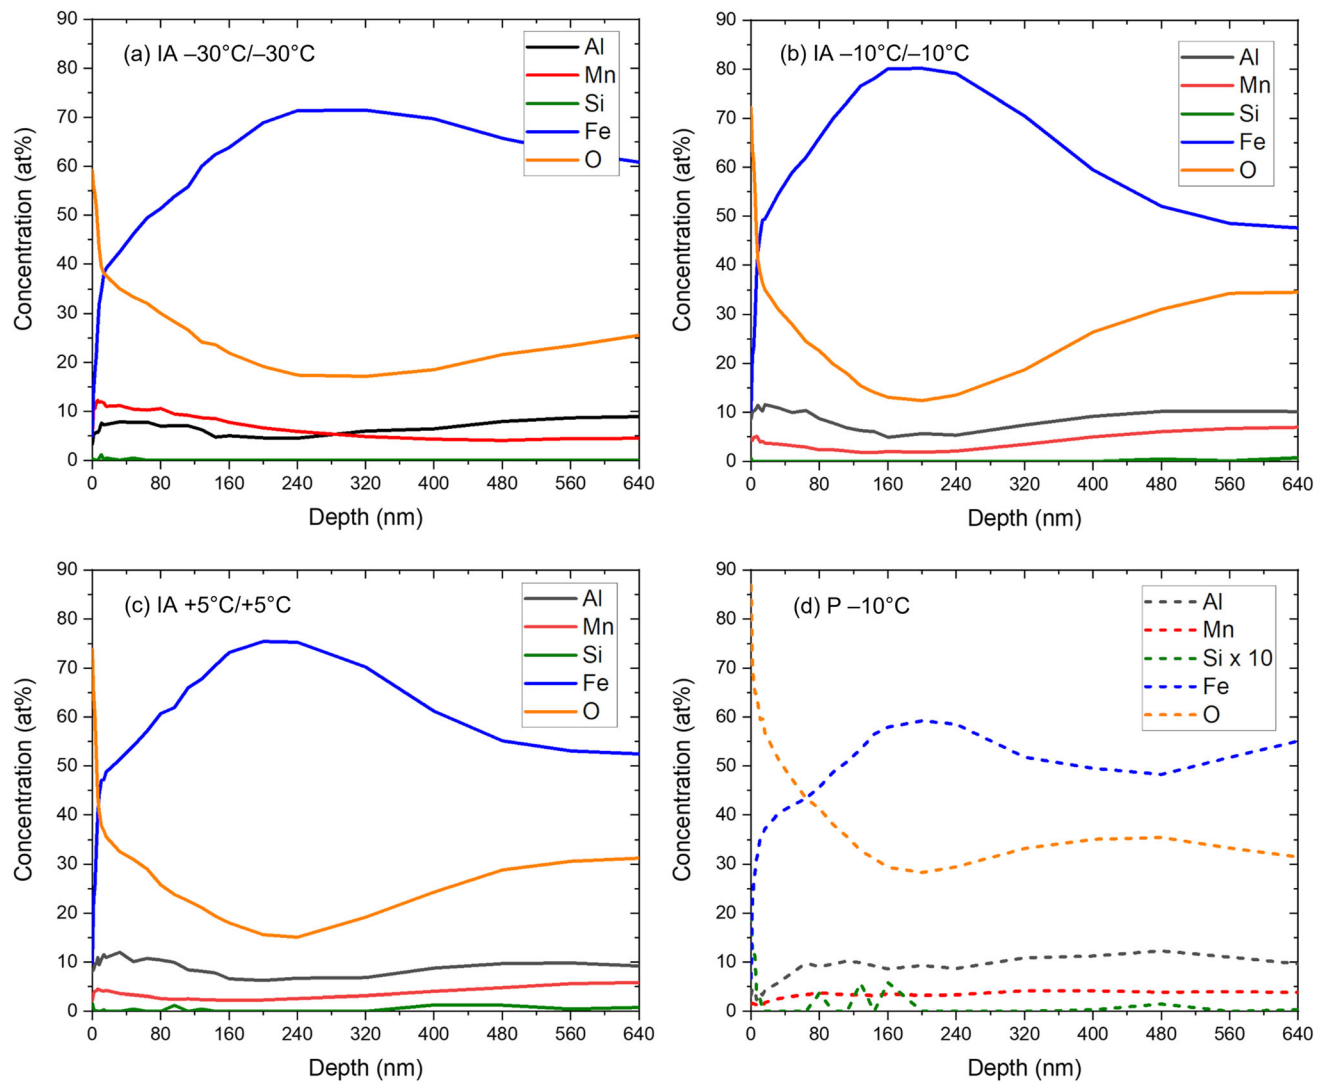 (a) IA –30°C/–30°C
Al
Mn
Si
Fe
O
90
80
70
60
50
40
30
20
10
0
Concentration (at%)
0 80 160 240 320 400 480 560 640
Depth (nm)
(b) IA –10°C/–10°C
Al
Mn
Si
Fe
O
90
80
70
60
50
40
30
20
10
0
Concentration (at%)
0 80 160 240 320 400 480 560 640
Depth (nm)
(c) IA +5°C/+5°C
Al
Mn
Si
Fe
O
90
80
70
60
50
40
30
20
10
0
Concentration (at%)
0 80 160 240 320 400 480 560 640
Depth (nm)
(d) P –10°C
Al
Mn
Si x 10
Fe
O
90
80
70
60
50
40
30
20
10
0
Concentration (at%)
0 80 160 240 320 400 480 560 640
Depth (nm)